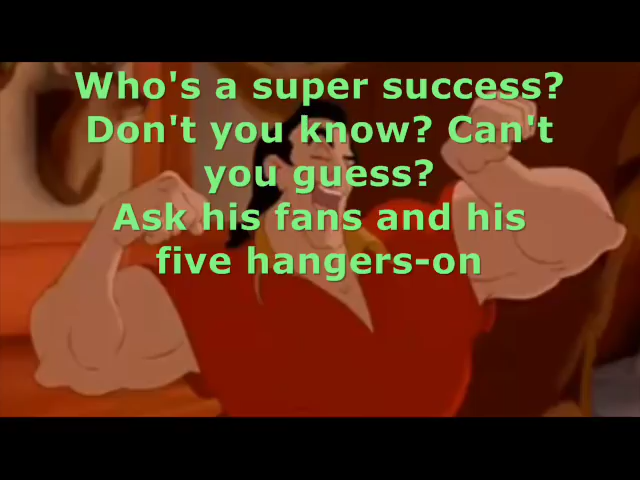 Who's a super success?
Don't you know? Can't
you guess?
Ask his fans and his
five hangers-on